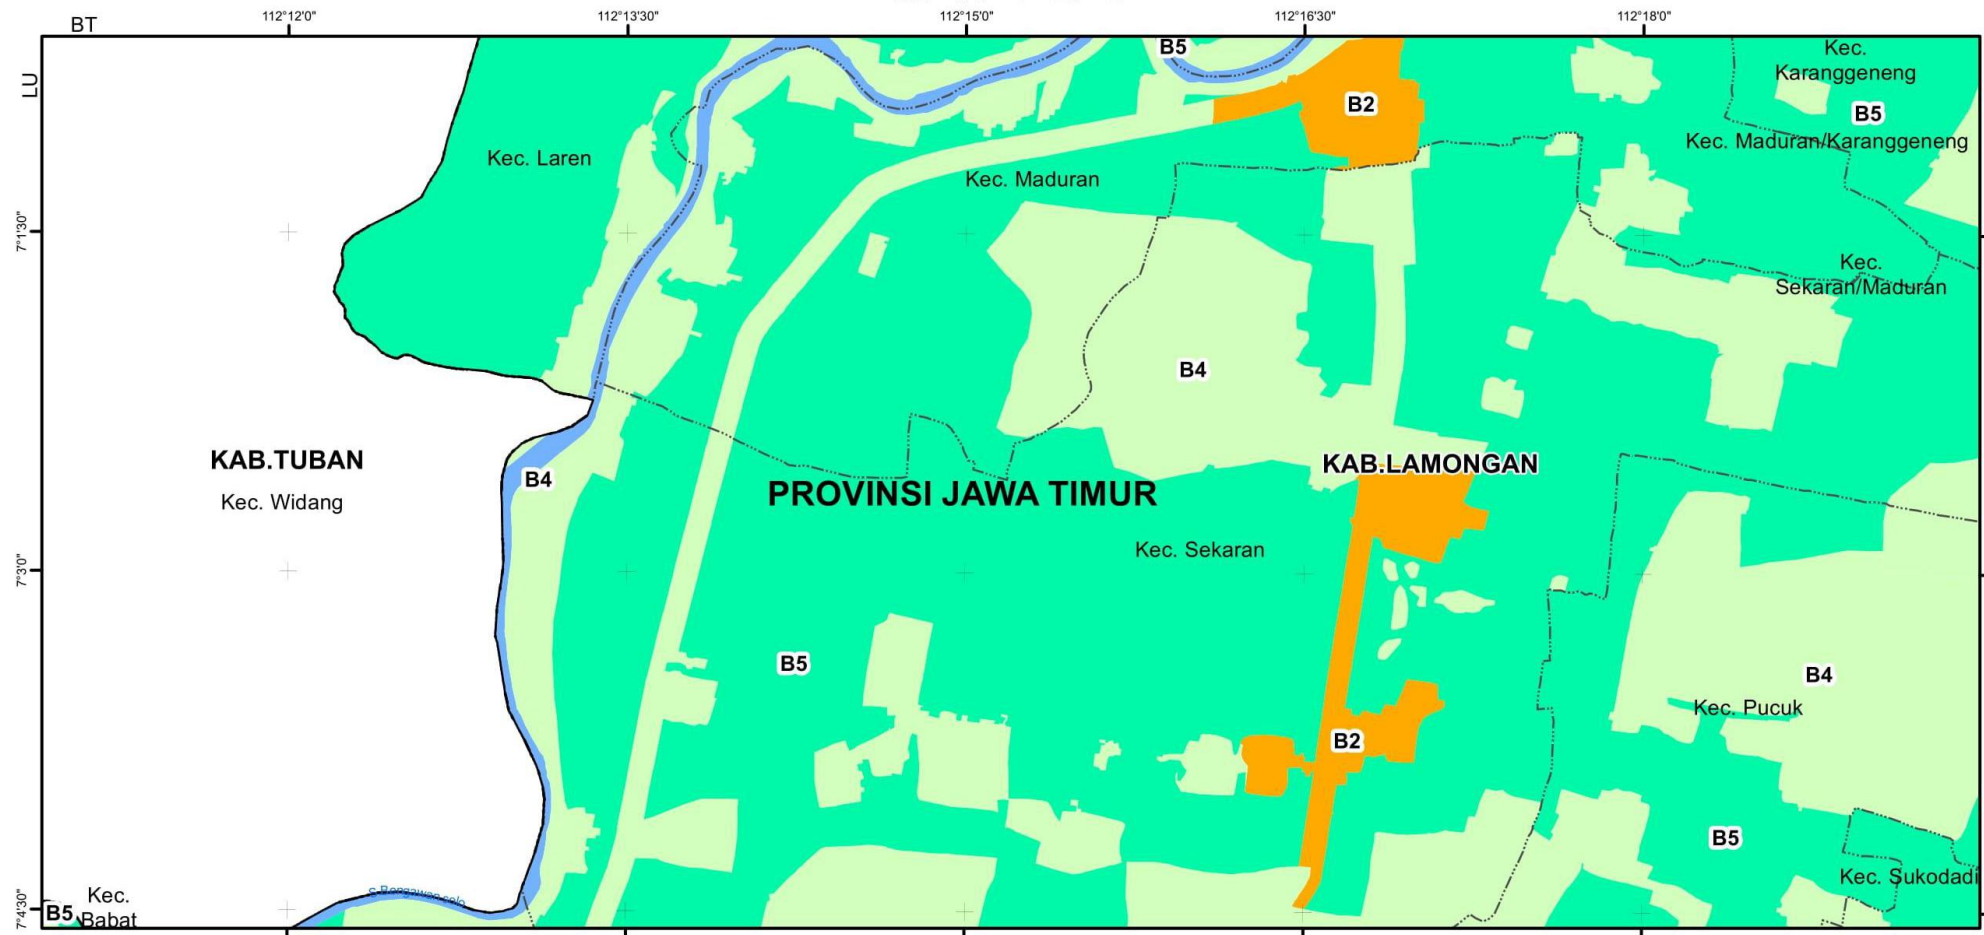 BT
112°12'0"
112°13'30"
112°15'0"
112°16'30"
112°18'0"
LU
B5
Kec.
Karanggeneng
B2
B5
Kec. Laren
Kec. Maduran/Karanggeneng
Kec. Maduran
7°1'30"
Kec.
Sekaran/Maduran
B4
KAB.TUBAN
KAB.LAMONGAN
B4
PROVINSI JAWA TIMUR
Kec. Widang
Kec. Sekaran
7°3'0"
B5
B4
Kec. Pucuk
B2
B5
Kec. Sukodadi
S.Bengawan solo
Kec.
Babat
B5
7°4'30"